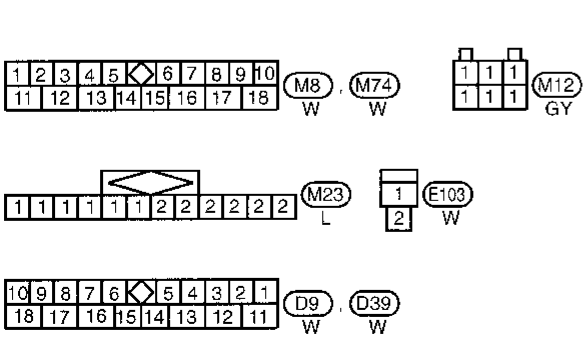 1 2 3 4 5 6 7 8 9 10
11 12 13 14 15 16 17 18
M8 , M74
W W
1 1 1
1 1 1
M12
GY
1 1 1 1 1 1 2 2 2 2 2 2
M23
L
1
2
E103
W
10 9 8 7 6 5 4 3 2 1
18 17 16 15 14 13 12 11
D9 , D39
W W